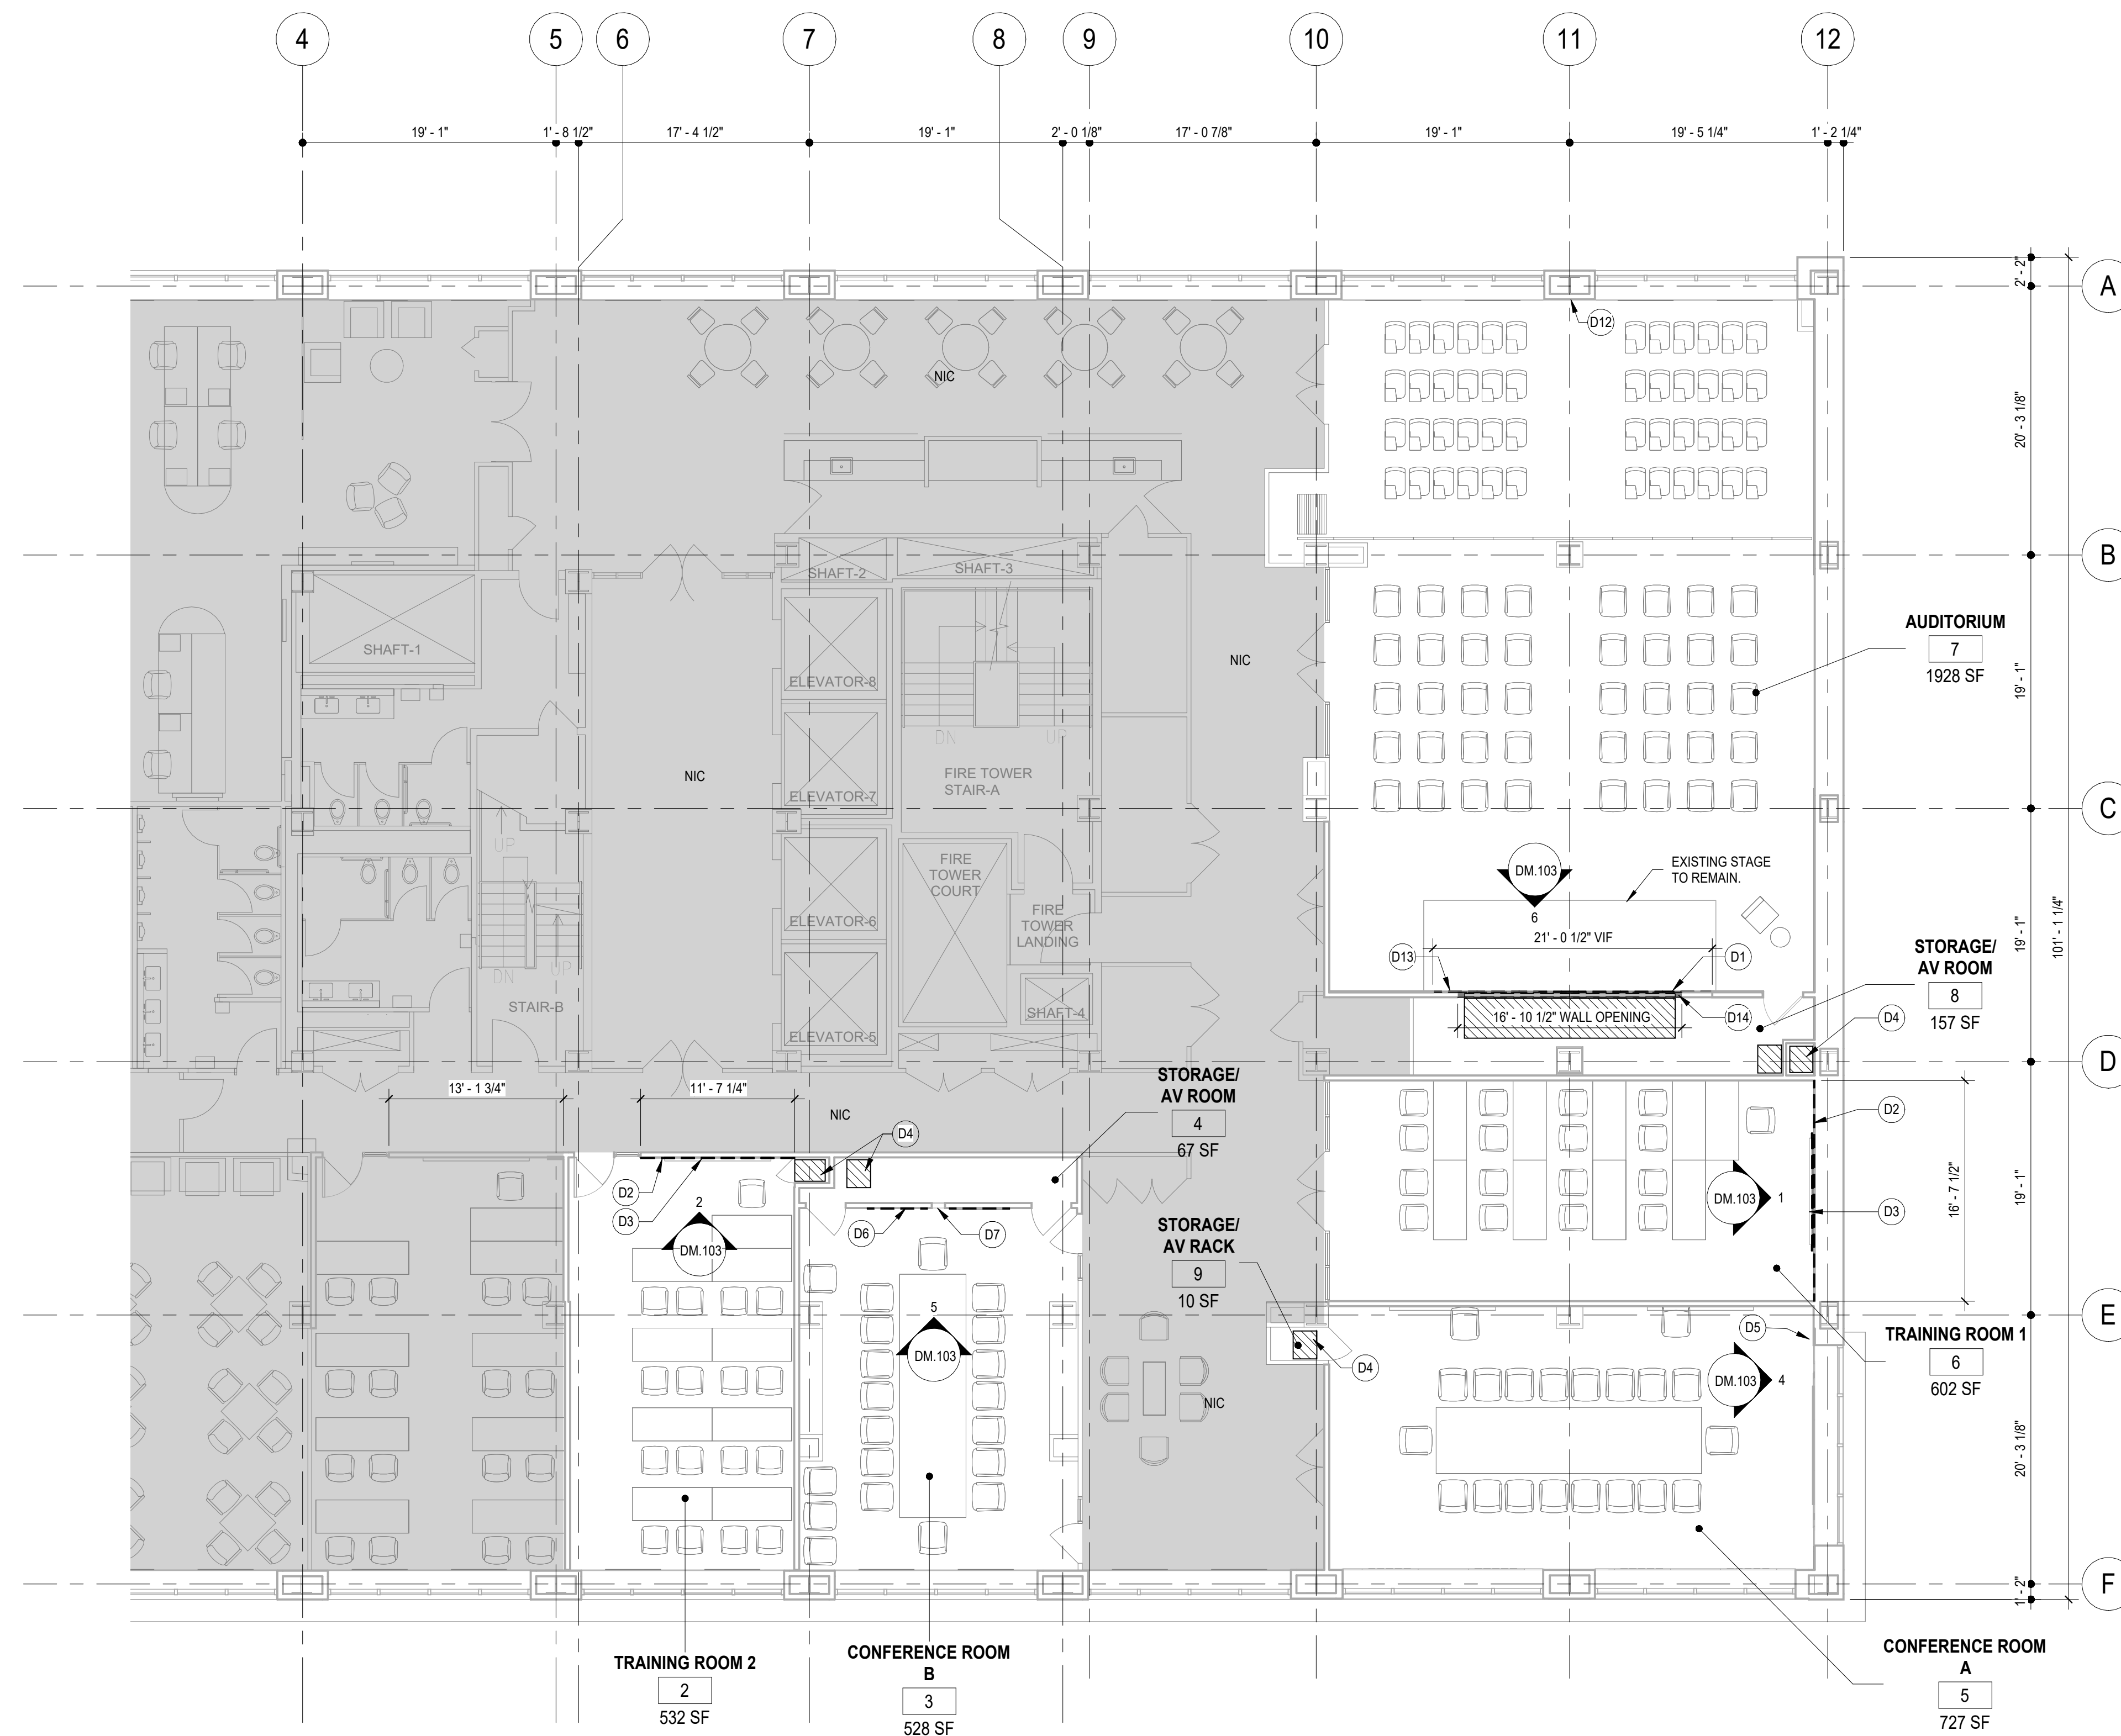 4 5 6 7 8 9 10 11 12
19' - 1" 1' - 8 1/2" 17' - 4 1/2" 19' - 1" 2' - 0 1/8" 17' - 0 7/8" 19' - 1" 19' - 5 1/4" 1' - 2 1/4"
2' - 2"
A
D12
NIC
20' - 3 1/8"
B
SHAFT-2
SHAFT-3
SHAFT-1
ELEVATOR-8
DN
UP
NIC
AUDITORIUM
7
1928 SF
19' - 1"
NIC
FIRE TOWER
STAIR-A
ELEVATOR-7
C
UP
FIRE
TOWER
COURT
ELEVATOR-6
FIRE
TOWER
LANDING
DM.103
6
EXISTING STAGE
TO REMAIN.
21' - 0 1/2" VIF
D13
D1
19' - 1"
101' - 1 1/4"
STORAGE/
AV ROOM
8
157 SF
DN
UP
STAIR-B
ELEVATOR-5
SHAFT-4
16' - 10 1/2" WALL OPENING
D14
D4
D
13' - 1 3/4"
11' - 7 1/4"
NIC
D4
STORAGE/
AV ROOM
4
67 SF
D2
D2
D3
2
DM.103
D6
D7
DM.103
1
D3
16' - 7 1/2"
19' - 1"
STORAGE/
AV RACK
9
10 SF
5
DM.103
D4
D5
E
TRAINING ROOM 1
6
602 SF
DM.103
4
NIC
20' - 3 1/8"
F
1' - 2"
TRAINING ROOM 2
2
532 SF
CONFERENCE ROOM
B
3
528 SF
CONFERENCE ROOM
A
5
727 SF